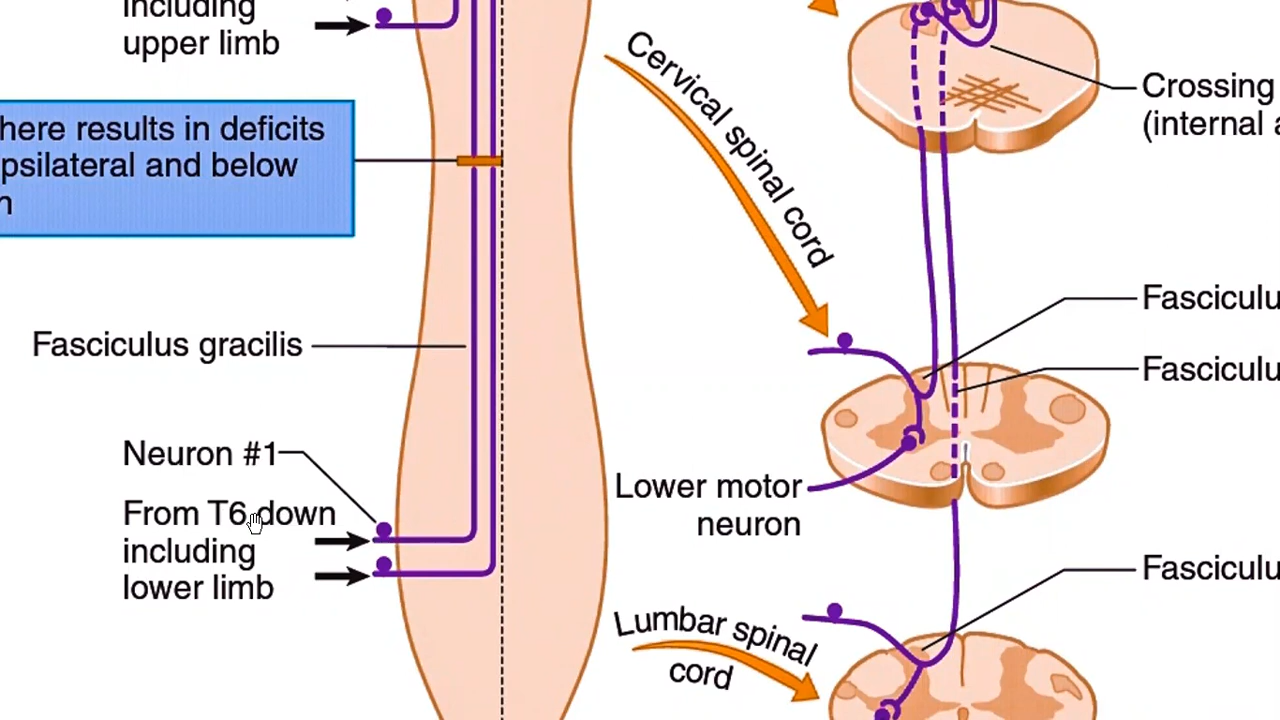 including
upper limb
here results in deficits
psilateral and below
Fasciculus gracilis
Neuron #1
From T6 down
including
lower limb
Cervical spinal cord
Lower motor
neuron
Lumbar spinal
cord
Crossing
(internal
Fasciculu
Fasciculu
Fasciculu